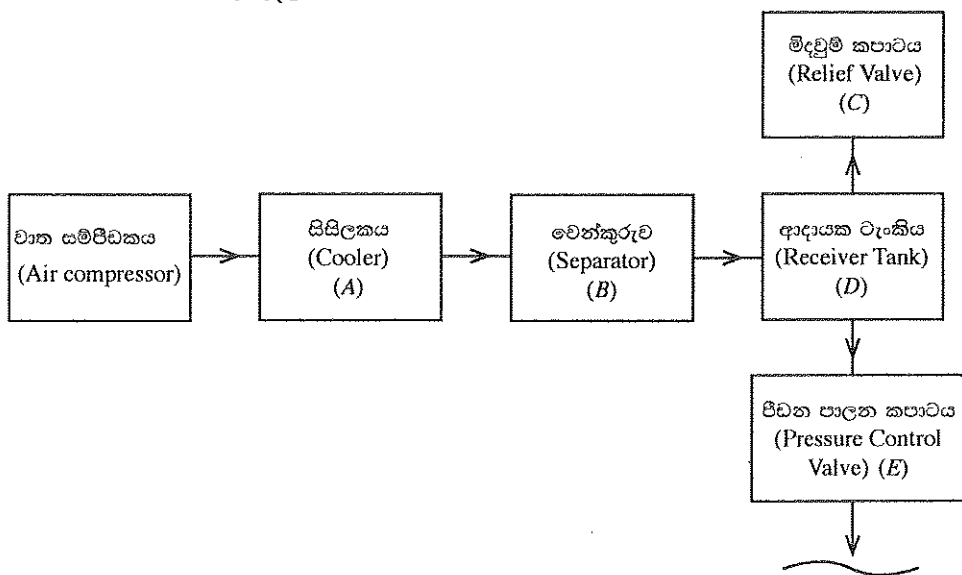 මිදවුම් කපාටය
(Relief Valve)
(C)
වාත සම්පීඩකය
(Air compressor)
සිසිලකය
(Cooler)
(A)
වෙන්කුරුව
(Separator)
(B)
ආදායක ටැංකිය
(Receiver Tank)
(D)
පීඩන පාලන කපාටය
(Pressure Control
Valve) (E)